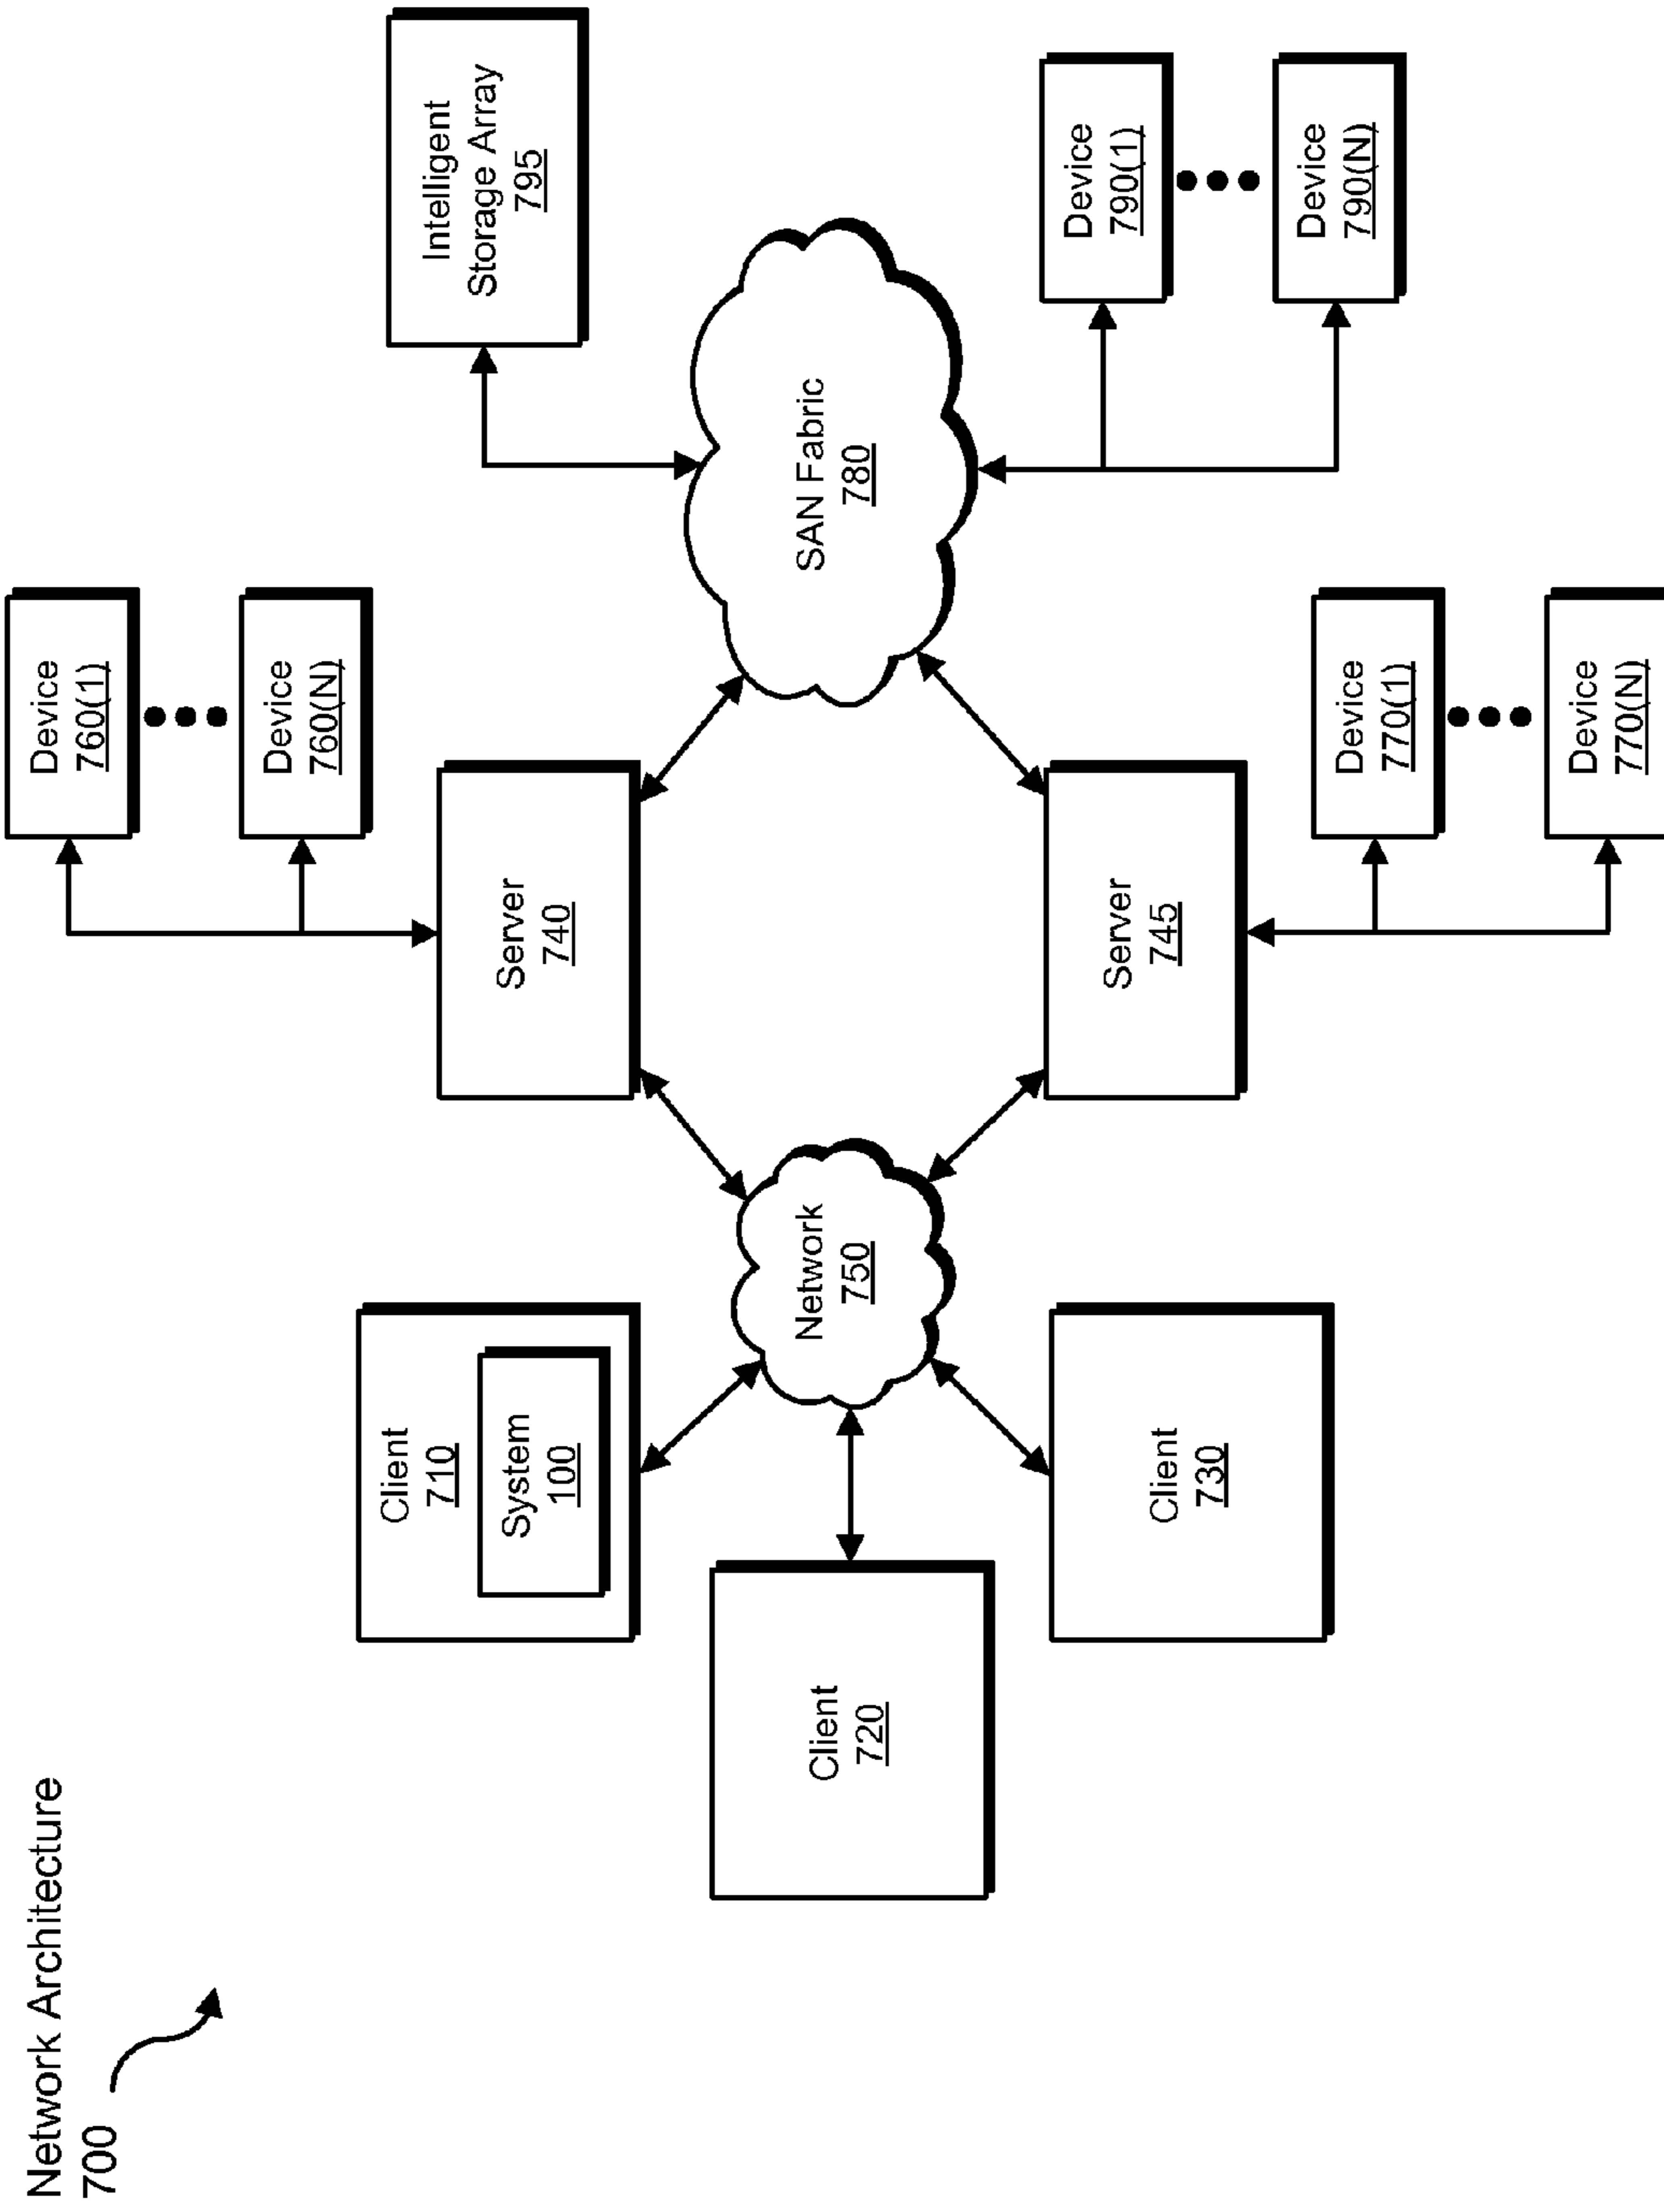 Network Architecture
700
Client
710
System
100
Client
720
Client
730
Network
750
Device
760(1)
Device
760(N)
Server
740
Server
745
Device
770(1)
Device
770(N)
SAN Fabric
780
Intelligent
Storage Array
795
Device
790(1)
Device
790(N)